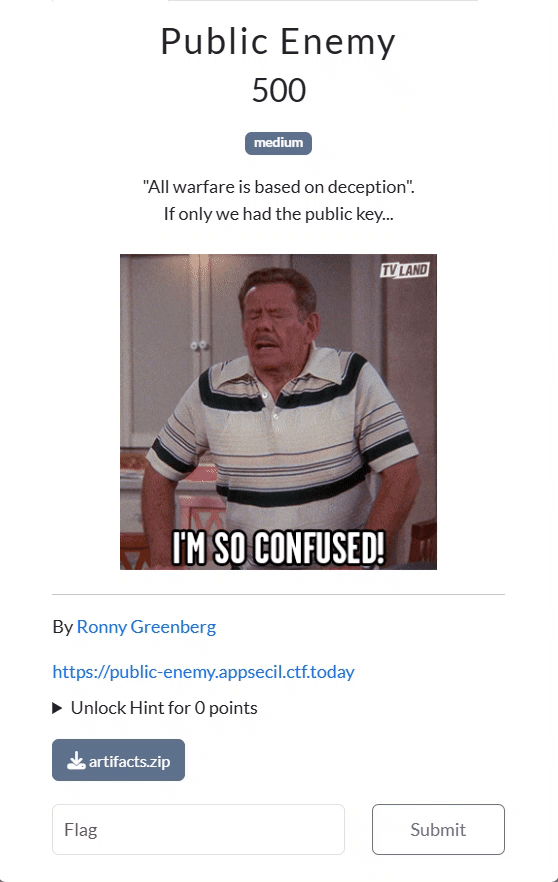 Public Enemy
500
medium
"All warfare is based on deception".
If only we had the public key...
TV LAND
I'M SO CONFUSED!
By Ronny Greenberg
https://public-enemy.appsecil.ctf.today
Unlock Hint for 0 points
artifacts.zip
Flag
Submit